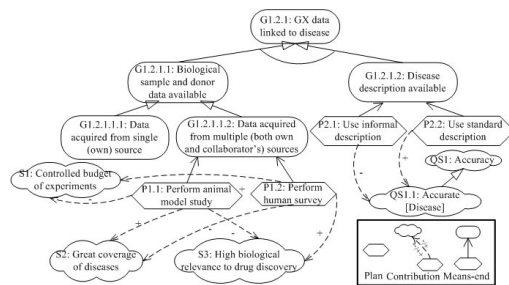 G1.2.1: GX data
linked to disease
G1.2.1.1: Biological
sample and donor
data available
G1.2.1.2: Disease
description available
G1.2.1.1.1: Data
acquired from single
(own) source
G1.2.1.1.2: Data acquired
from multiple (both own
and collaborator's) sources
P2.1: Use informal
description
P2.2: Use standard
description
S1: Controlled budget
of experiments
P1.1: Perform animal
model study
P1.2: Perform
human survey
QS1: Accuracy
QS1.1: Accurate
[Disease]
S2: Great coverage
of diseases
S3: High biological
relevance to drug discovery
- + - +
+ - + - +
Plan Contribution Means-end